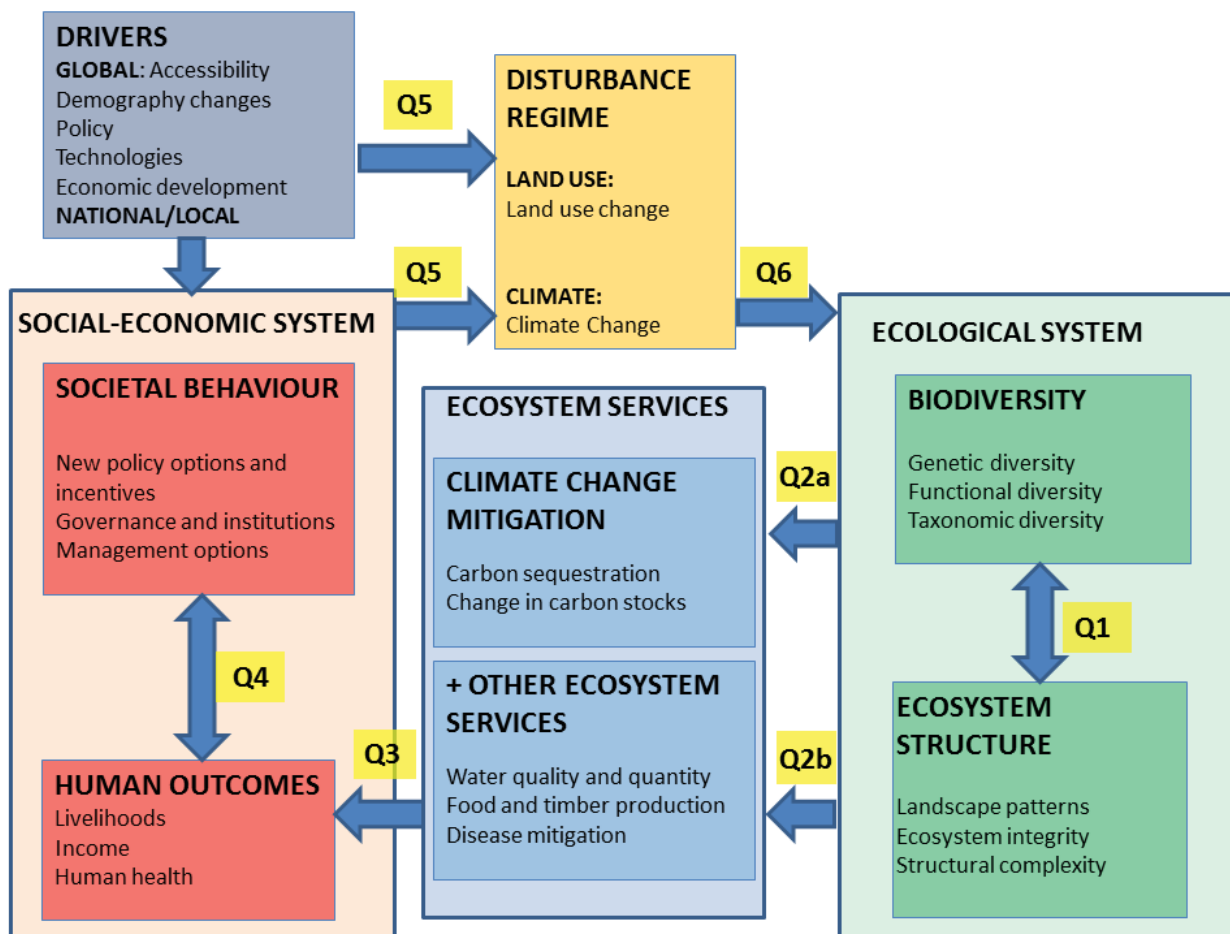 DRIVERS
GLOBAL: Accessibility
Demography changes
Policy
Technologies
Economic development
NATIONAL/LOCAL
Q5
DISTURBANCE
REGIME
LAND USE:
Land use change
CLIMATE:
Climate Change
Q5
Q6
SOCIAL-ECONOMIC SYSTEM
SOCIETAL BEHAVIOUR
New policy options and
incentives
Governance and institutions
Management options
Q4
HUMAN OUTCOMES
Livelihoods
Income
Human health
Q3
ECOSYSTEM SERVICES
CLIMATE CHANGE
MITIGATION
Carbon sequestration
Change in carbon stocks
+ OTHER ECOSYSTEM
SERVICES
Water quality and quantity
Food and timber production
Disease mitigation
Q2a
Q2b
ECOLOGICAL SYSTEM
BIODIVERSITY
Genetic diversity
Functional diversity
Taxonomic diversity
Q1
ECOSYSTEM
STRUCTURE
Landscape patterns
Ecosystem integrity
Structural complexity